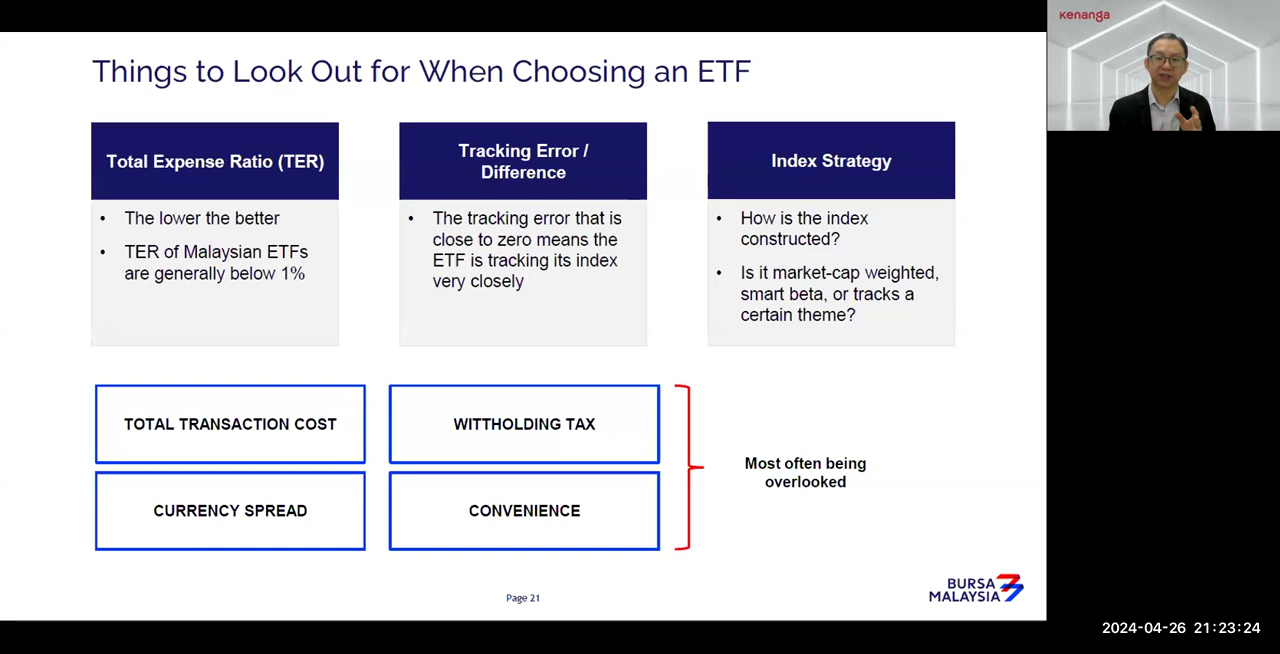 kenanga
Things to Look Out for When Choosing an ETF
Total Expense Ratio (TER)
• The lower the better
• TER of Malaysian ETFs
are generally below 1%
Tracking Error /
Difference
• The tracking error that is
close to zero means the
ETF is tracking its index
very closely
Index Strategy
• How is the index
constructed?
• Is it market-cap weighted,
smart beta, or tracks a
certain theme?
TOTAL TRANSACTION COST
WITTHOLDING TAX
CURRENCY SPREAD
CONVENIENCE
Most often being
overlooked
Page 21
BURSA
MALAYSIA
2024-04-26 21:23:24